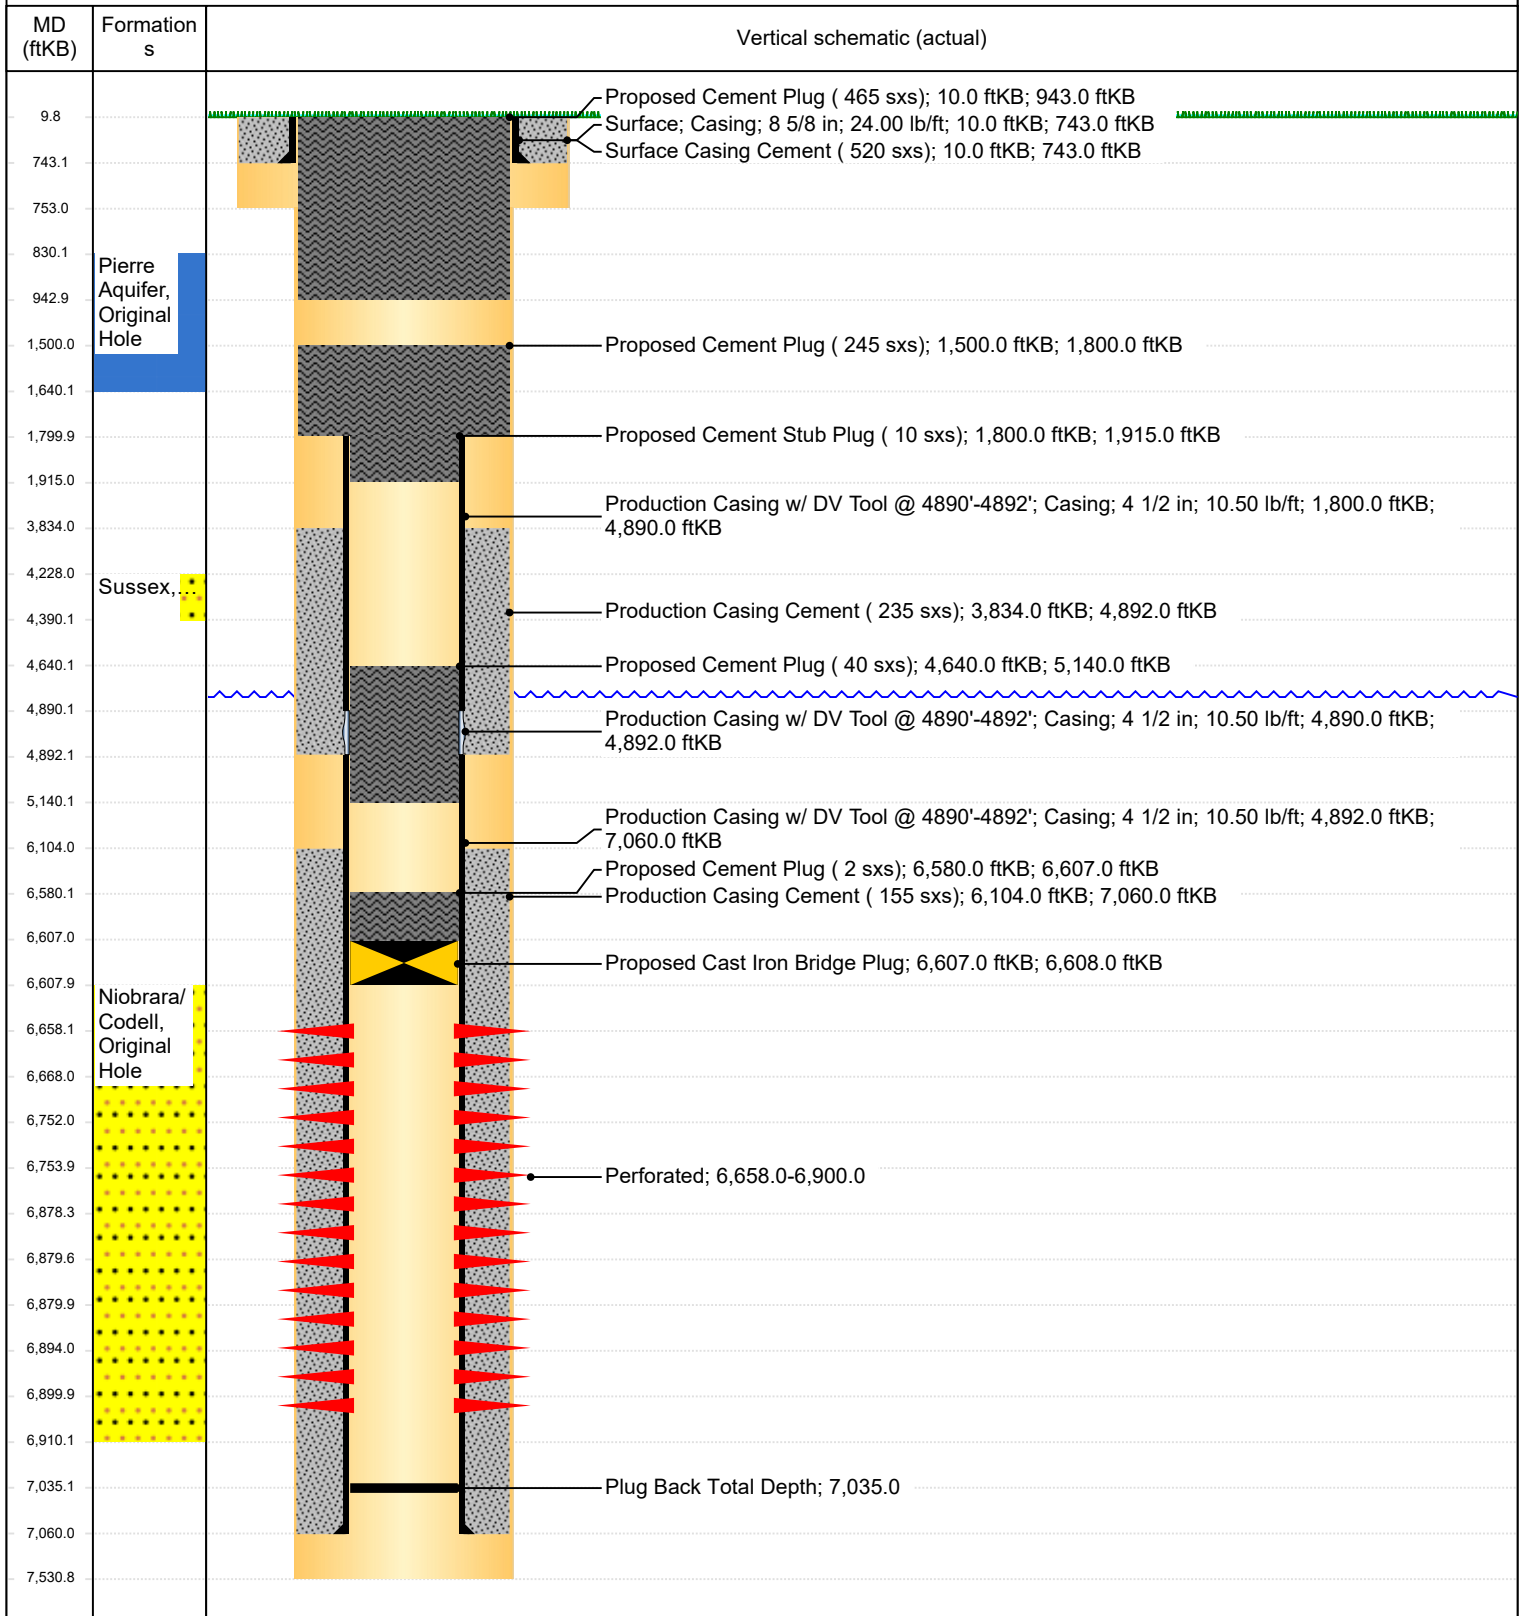 MD
(ftKB)
Formation
s
Vertical schematic (actual)
9.8
743.1
753.0
830.1
942.9
1,500.0
1,640.1
1,799.9
1,915.0
3,834.0
4,228.0
4,390.1
4,640.1
4,890.1
4,892.1
5,140.1
6,104.0
6,580.1
6,607.0
6,607.9
6,658.1
6,668.0
6,752.0
6,753.9
6,878.3
6,879.6
6,879.9
6,894.0
6,899.9
6,910.1
7,035.1
7,060.0
7,530.8
Pierre
Aquifer,
Original
Hole
Sussex,...
Niobrara/
Codell,
Original
Hole
Proposed Cement Plug ( 465 sxs); 10.0 ftKB; 943.0 ftKB
Surface; Casing; 8 5/8 in; 24.00 lb/ft; 10.0 ftKB; 743.0 ftKB
Surface Casing Cement ( 520 sxs); 10.0 ftKB; 743.0 ftKB
Proposed Cement Plug ( 245 sxs); 1,500.0 ftKB; 1,800.0 ftKB
Proposed Cement Stub Plug ( 10 sxs); 1,800.0 ftKB; 1,915.0 ftKB
Production Casing w/ DV Tool @ 4890'-4892'; Casing; 4 1/2 in; 10.50 lb/ft; 1,800.0 ftKB;
4,890.0 ftKB
Production Casing Cement ( 235 sxs); 3,834.0 ftKB; 4,892.0 ftKB
Proposed Cement Plug ( 40 sxs); 4,640.0 ftKB; 5,140.0 ftKB
Production Casing w/ DV Tool @ 4890'-4892'; Casing; 4 1/2 in; 10.50 lb/ft; 4,890.0 ftKB;
4,892.0 ftKB
Production Casing w/ DV Tool @ 4890'-4892'; Casing; 4 1/2 in; 10.50 lb/ft; 4,892.0 ftKB;
7,060.0 ftKB
Proposed Cement Plug ( 2 sxs); 6,580.0 ftKB; 6,607.0 ftKB
Production Casing Cement ( 155 sxs); 6,104.0 ftKB; 7,060.0 ftKB
Proposed Cast Iron Bridge Plug; 6,607.0 ftKB; 6,608.0 ftKB
Perforated; 6,658.0-6,900.0
Plug Back Total Depth; 7,035.0